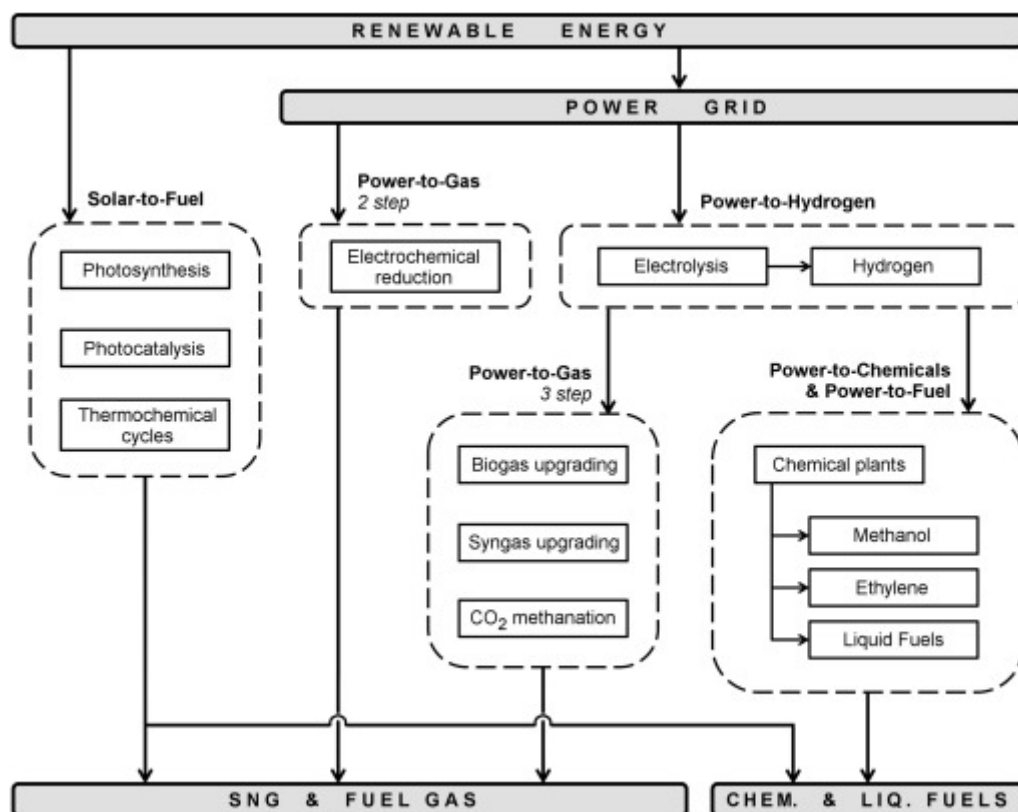 RENEWABLE ENERGY
POWER GRID
Solar-to-Fuel
Photosynthesis
Photocatalysis
Thermochemical
cycles
Power-to-Gas
2 step
Electrochemical
reduction
Power-to-Hydrogen
Electrolysis
Hydrogen
Power-to-Gas
3 step
Biogas upgrading
Syngas upgrading
CO2 methanation
Power-to-Chemicals
& Power-to-Fuel
Chemical plants
Methanol
Ethylene
Liquid Fuels
SNG & FUEL GAS
CHEM. & LIQ. FUELS